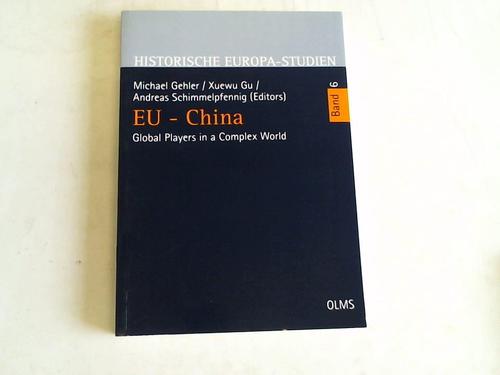 HISTORISCHE EUROPA-STUDIEN
Michael Gehler / Xuewu Gu /
Andreas Schimmelpfennig (Editors)
EU - China
Global Players in a Complex World
Band 6
OLMS